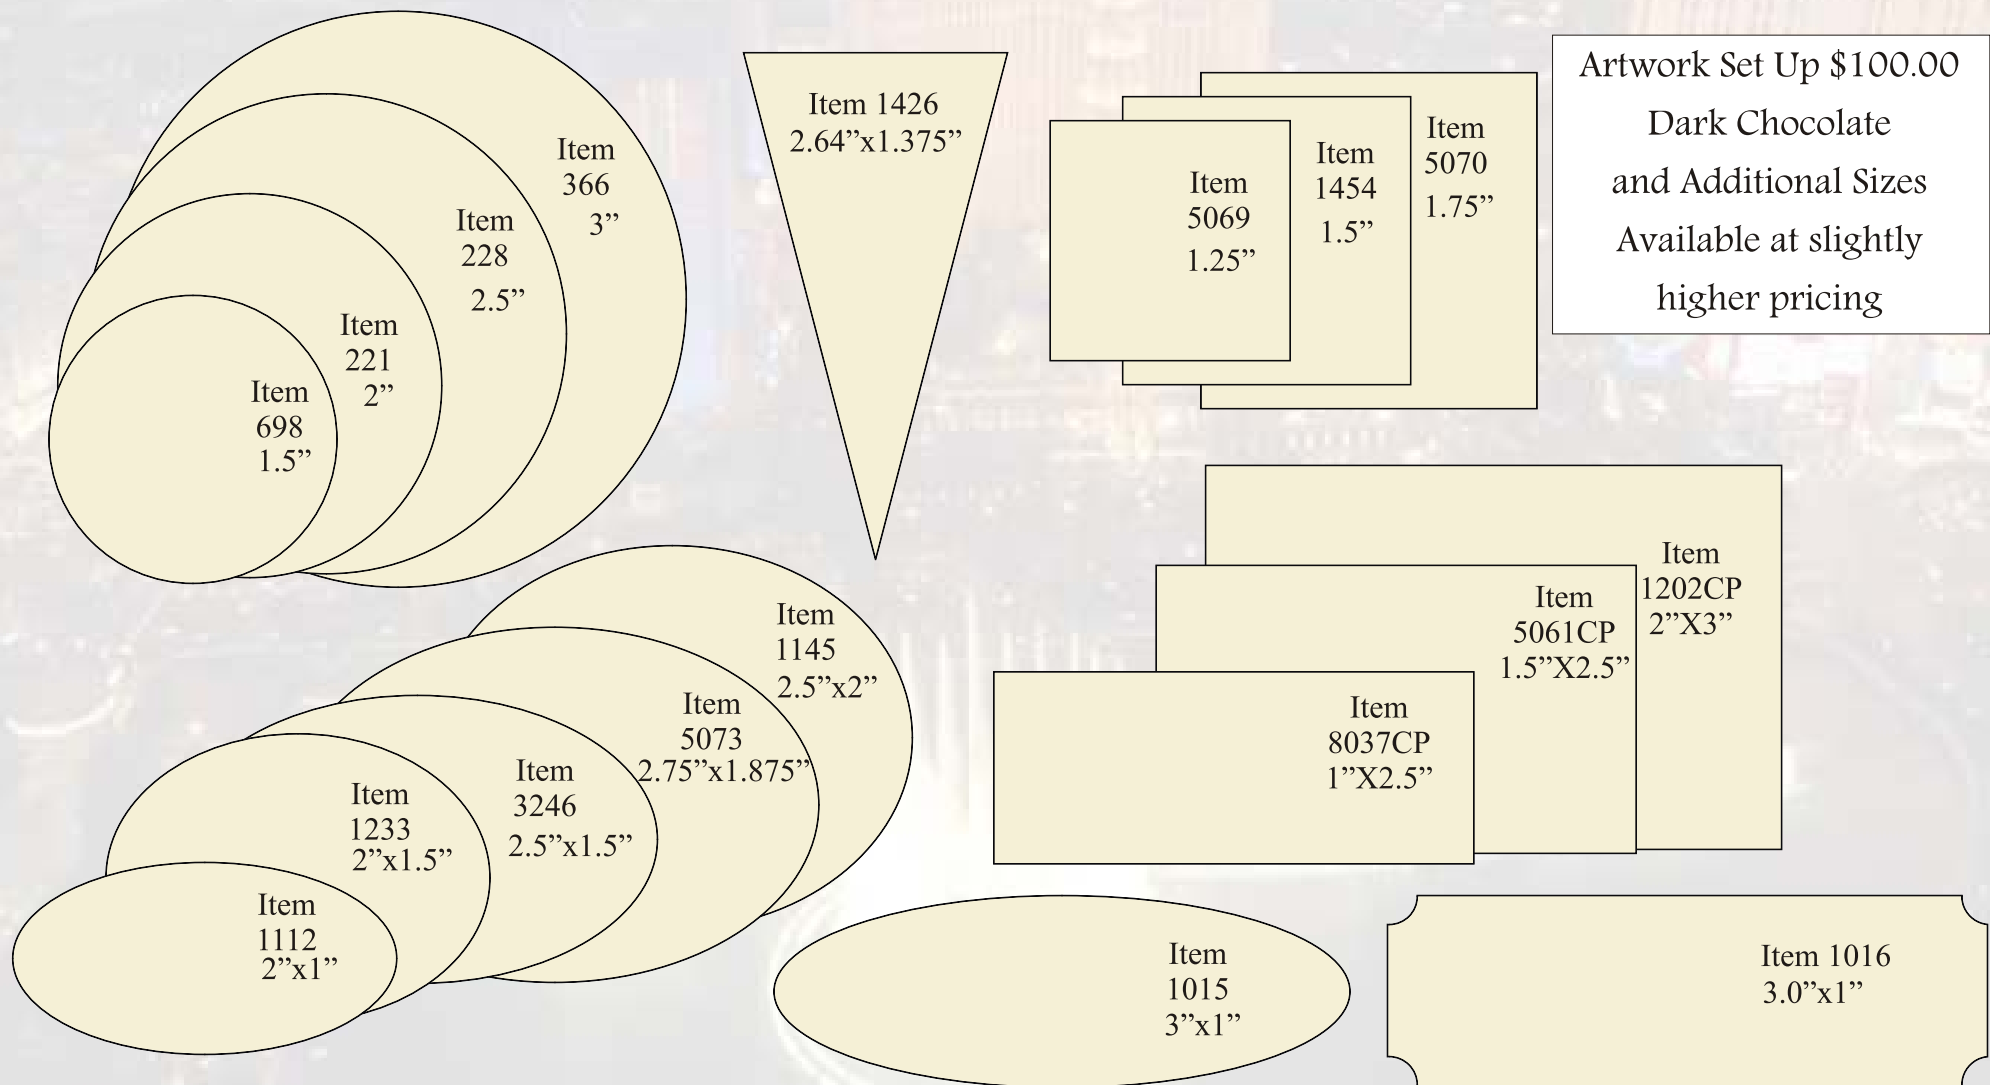 Item
366
3”
Item
228
2.5”
Item
221
2”
Item
698
1.5”
Item 1426
2.64”x1.375”
Item
5069
1.25”
Item
1454
1.5”
Item
5070
1.75”
Artwork Set Up $100.00
Dark Chocolate
and Additional Sizes
Available at slightly
higher pricing
Item
1145
2.5”x2”
Item
5073
2.75”x1.875”
Item
3246
2.5”x1.5”
Item
1233
2”x1.5”
Item
1112
2”x1”
Item
1202CP
2”X3”
Item
5061CP
1.5”X2.5”
Item
8037CP
1”X2.5”
Item
1015
3”x1”
Item 1016
3.0”x1”